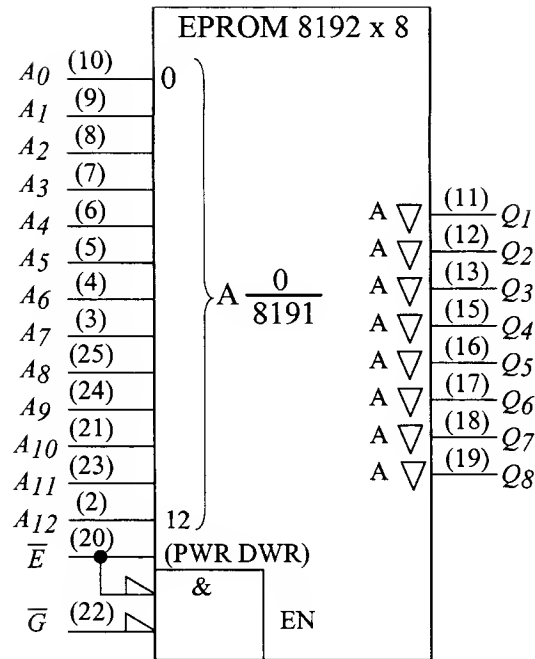 EPROM 8192 x 8
A0 (10) 0
A1 (9)
A2 (8)
A3 (7)
A4 (6)
A5 (5)
A6 (4)
A7 (3)
A8 (25)
A9 (24)
A10 (21)
A11 (23)
A12 (2) 12
A 0/8191
E̅ (20) (PWR DWR)
&
G̅ (22) EN
A ▽ (11) Q1
A ▽ (12) Q2
A ▽ (13) Q3
A ▽ (15) Q4
A ▽ (16) Q5
A ▽ (17) Q6
A ▽ (18) Q7
A ▽ (19) Q8